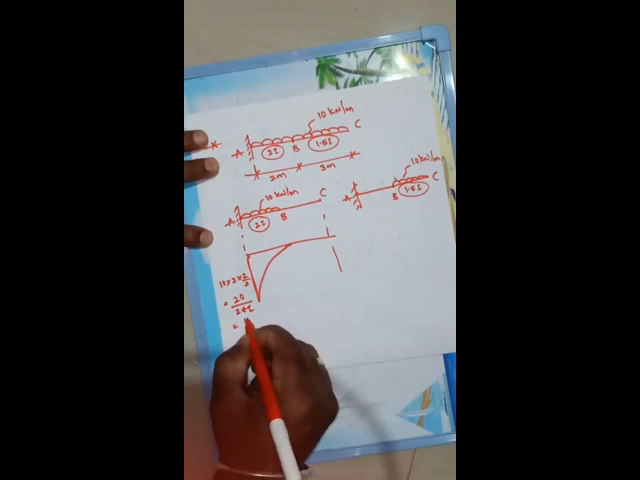 10 kN/m
A 2I B 1.5I C
2m 3m
10 kN/m
A 2I B C
10 kN/m
A B 1.5I C
10×2×2/2
= 20/2EI
=